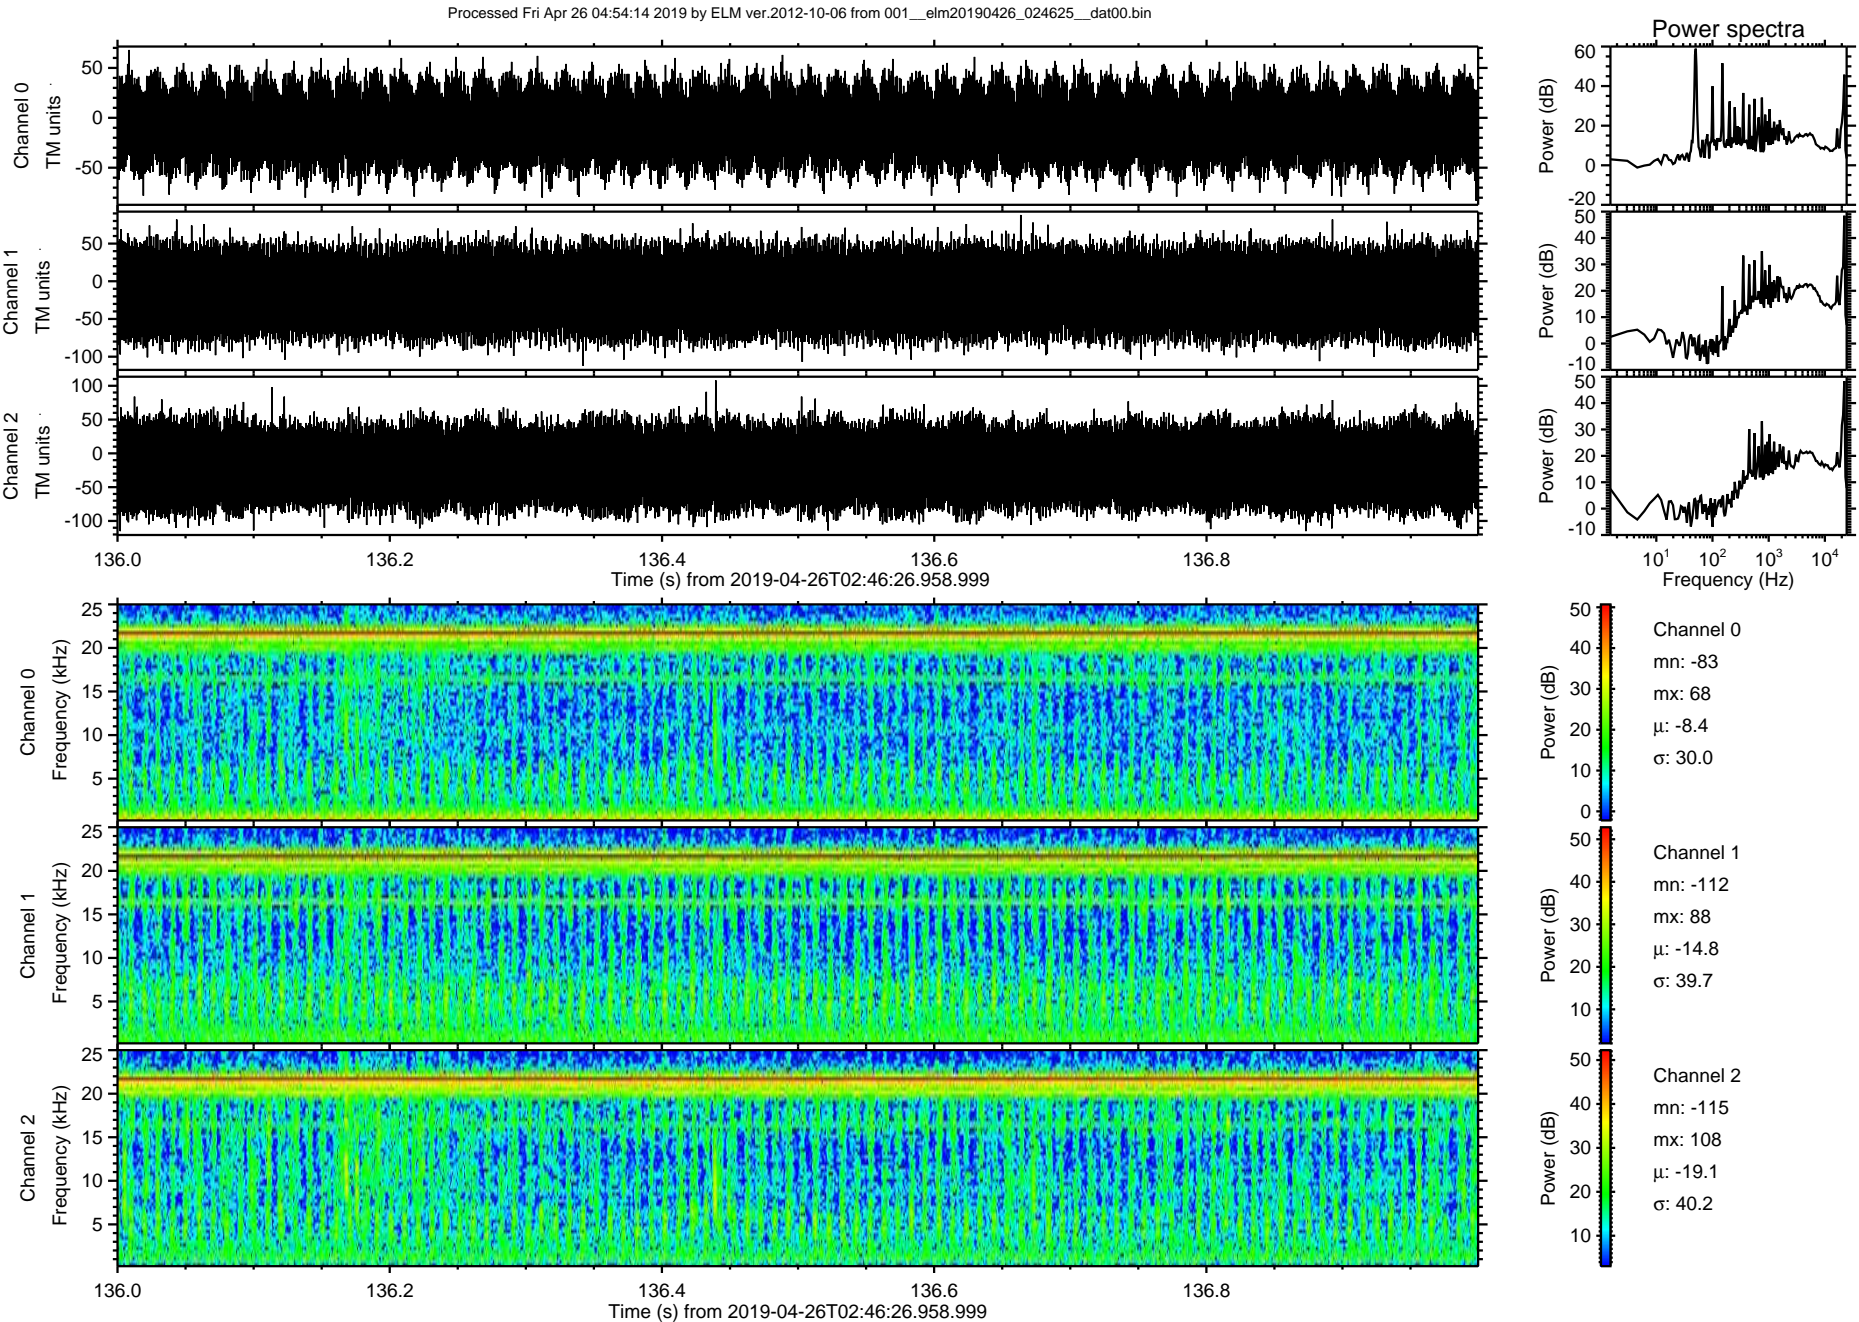 Processed Fri Apr 26 04:54:14 2019 by ELM ver.2012-10-06 from 001__elm20190426_024625__dat00.bin
Power spectra
Channel 0
TM units
50
0
-50
Power (dB)
60
40
20
0
-20
Channel 1
TM units
50
0
-50
-100
Power (dB)
50
40
30
20
10
0
-10
Channel 2
TM units
100
50
0
-50
-100
Power (dB)
50
40
30
20
10
0
-10
136.0 136.2 136.4 136.6 136.8
Time (s) from 2019-04-26T02:46:26.958.999
10^1 10^2 10^3 10^4
Frequency (Hz)
Channel 0
Frequency (kHz)
25
20
15
10
5
Power (dB)
50
40
30
20
10
0
Channel 0
mn: -83
mx: 68
μ: -8.4
σ: 30.0
Channel 1
Frequency (kHz)
25
20
15
10
5
Power (dB)
50
40
30
20
10
Channel 1
mn: -112
mx: 88
μ: -14.8
σ: 39.7
Channel 2
Frequency (kHz)
25
20
15
10
5
Power (dB)
50
40
30
20
10
Channel 2
mn: -115
mx: 108
μ: -19.1
σ: 40.2
136.0 136.2 136.4 136.6 136.8
Time (s) from 2019-04-26T02:46:26.958.999